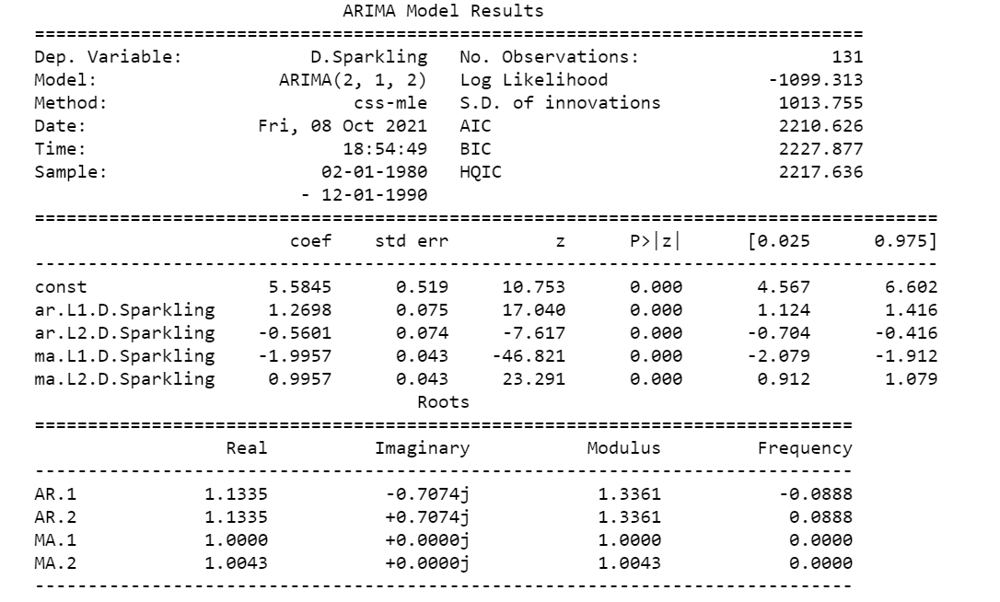 ARIMA Model Results
==============================================================================
Dep. Variable:            D.Sparkling   No. Observations:                  131
Model:                 ARIMA(2, 1, 2)   Log Likelihood               -1099.313
Method:                       css-mle   S.D. of innovations           1013.755
Date:                Fri, 08 Oct 2021   AIC                           2210.626
Time:                        18:54:49   BIC                           2227.877
Sample:                    02-01-1980   HQIC                          2217.636
                         - 12-01-1990
=====================================================================================
                        coef    std err          z      P>|z|      [0.025      0.975]
-------------------------------------------------------------------------------------
const                 5.5845      0.519     10.753      0.000       4.567       6.602
ar.L1.D.Sparkling     1.2698      0.075     17.040      0.000       1.124       1.416
ar.L2.D.Sparkling    -0.5601      0.074     -7.617      0.000      -0.704      -0.416
ma.L1.D.Sparkling    -1.9957      0.043    -46.821      0.000      -2.079      -1.912
ma.L2.D.Sparkling     0.9957      0.043     23.291      0.000       0.912       1.079
                                    Roots
=============================================================================
                  Real          Imaginary           Modulus         Frequency
-----------------------------------------------------------------------------
AR.1            1.1335           -0.7074j            1.3361           -0.0888
AR.2            1.1335           +0.7074j            1.3361            0.0888
MA.1            1.0000           +0.0000j            1.0000            0.0000
MA.2            1.0043           +0.0000j            1.0043            0.0000
-----------------------------------------------------------------------------